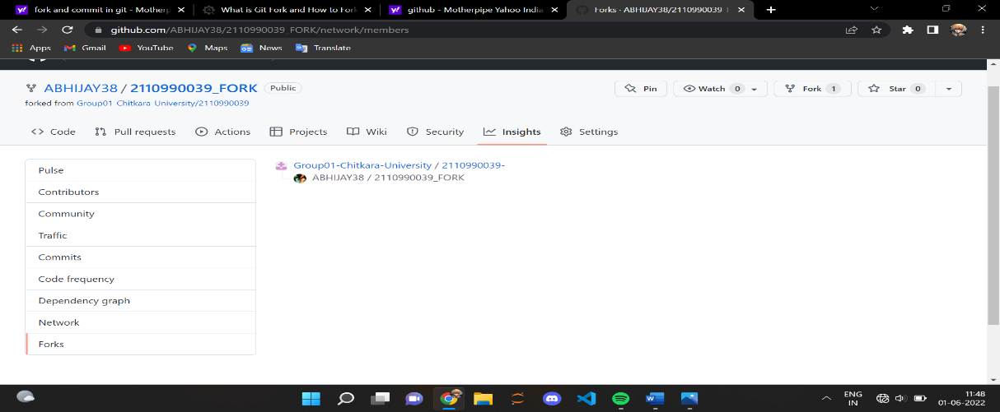 fork and commit in git - Motherp
What is Git Fork and How to Fork
github - Motherpipe Yahoo India
Forks · ABHIJAY38/2110990039_F
github.com/ABHIJAY38/2110990039_FORK/network/members
Apps Gmail YouTube Maps News Translate
ABHIJAY38 / 2110990039_FORK Public
Pin Watch 0 Fork 1 Star 0
forked from Group01-Chitkara-University/2110990039
Code Pull requests Actions Projects Wiki Security Insights Settings
Pulse
Contributors
Community
Traffic
Commits
Code frequency
Dependency graph
Network
Forks
Group01-Chitkara-University / 2110990039-
ABHIJAY38 / 2110990039_FORK
ENG
IN
11:48
01-06-2022